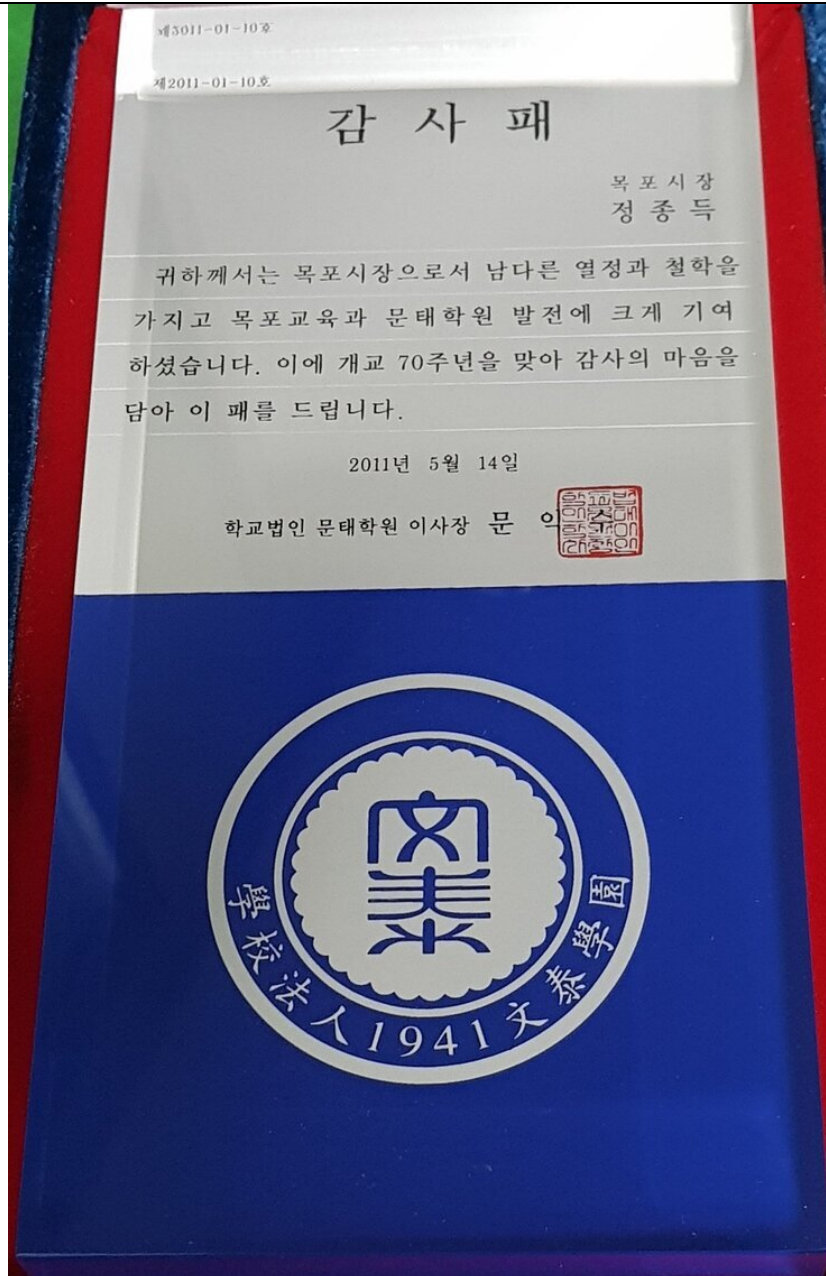 제2011-01-10호
감 사 패
목포시장
정종득
귀하께서는 목포시장으로서 남다른 열정과 철학을
가지고 목포교육과 문태학원 발전에 크게 기여
하셨습니다. 이에 개교 70주년을 맞아 감사의 마음을
담아 이 패를 드립니다.
2011년 5월 14일
학교법인 문태학원 이사장 문 익 수
文泰
學校法人1941文泰學園